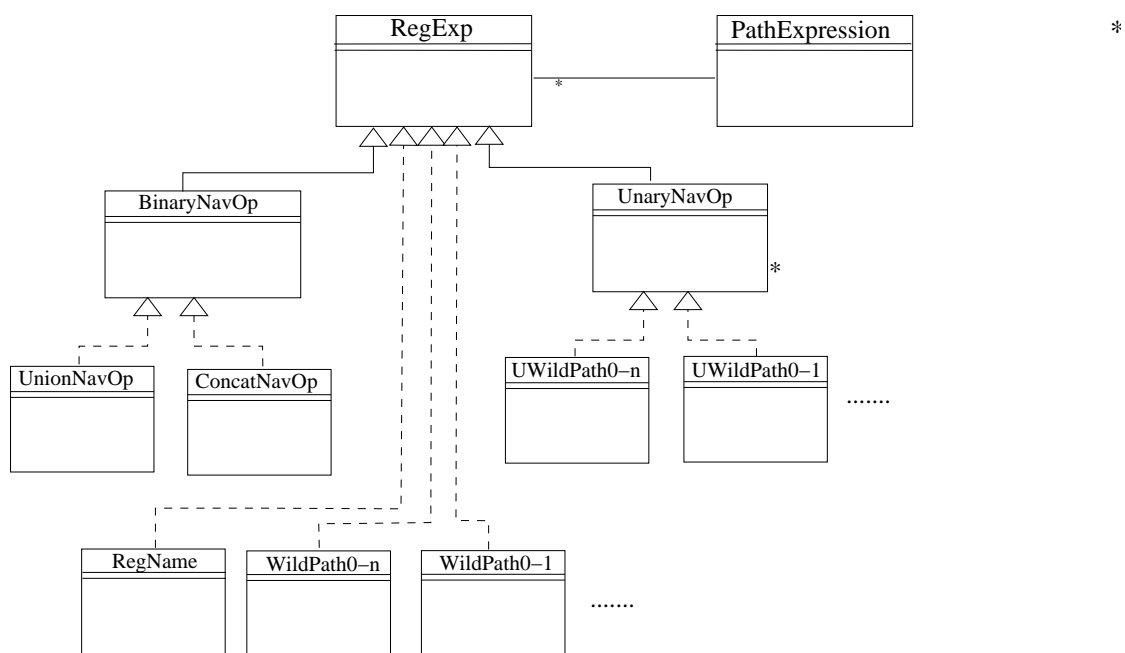 RegExp
PathExpression
*
*
BinaryNavOp
UnaryNavOp
*
UnionNavOp
ConcatNavOp
UWildPath0−n
UWildPath0−1
.......
RegName
WildPath0−n
WildPath0−1
.......